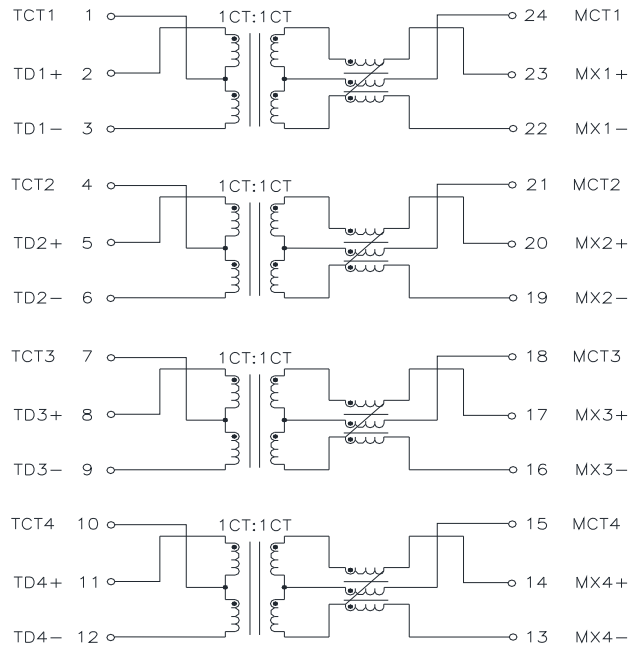 TCT1 1 1CT:1CT 24 MCT1
TD1+ 2 23 MX1+
TD1− 3 22 MX1−
TCT2 4 1CT:1CT 21 MCT2
TD2+ 5 20 MX2+
TD2− 6 19 MX2−
TCT3 7 1CT:1CT 18 MCT3
TD3+ 8 17 MX3+
TD3− 9 16 MX3−
TCT4 10 1CT:1CT 15 MCT4
TD4+ 11 14 MX4+
TD4− 12 13 MX4−